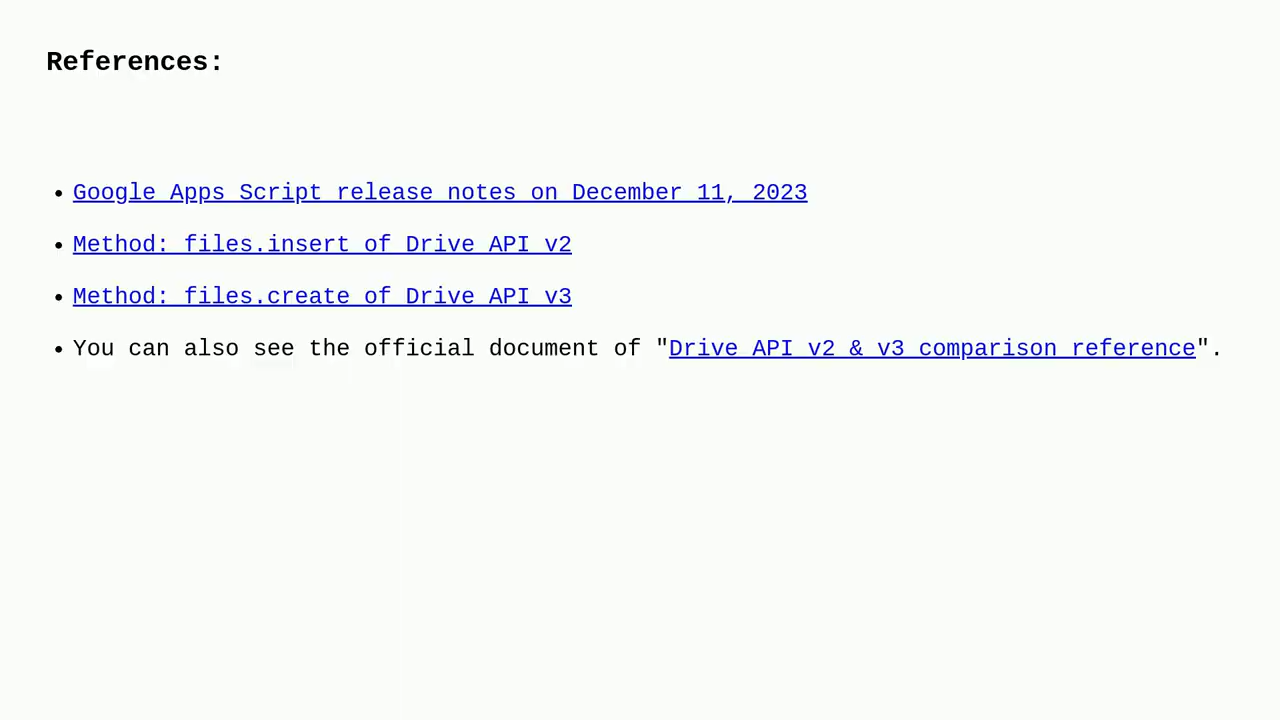 References:
• Google Apps Script release notes on December 11, 2023
• Method: files.insert of Drive API v2
• Method: files.create of Drive API v3
• You can also see the official document of "Drive API v2 & v3 comparison reference".